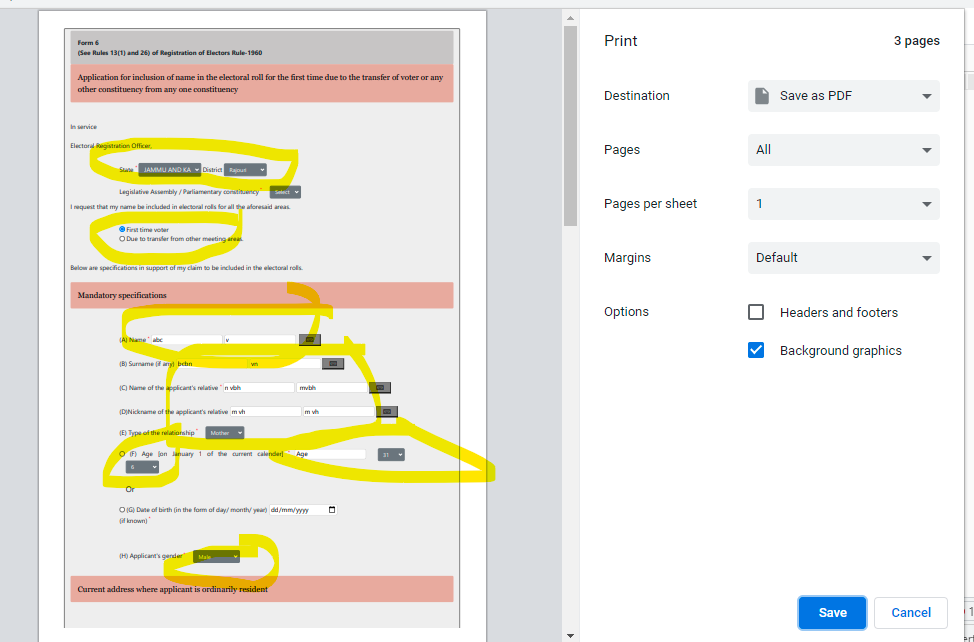 Form 6
(See Rules 13(1) and 26) of Registration of Electors Rule-1960
Application for inclusion of name in the electoral roll for the first time due to the transfer of voter or any
other constituency from any one constituency
In service
Electoral Registration Officer,
State * JAMMU AND KA District Rajouri
Legislative Assembly / Parliamentary constituency * Select
I request that my name be included in electoral rolls for all the aforesaid areas.
First time voter
Due to transfer from other meeting areas.
Below are specifications in support of my claim to be included in the electoral rolls.
Mandatory specifications
(A) Name * abc v
(B) Surname (if any) bcbn vn
(C) Name of the applicant's relative * n vbh mvbh
(D)Nickname of the applicant's relative m vh m vh
(E) Type of the relationship * Mother
(F) Age [on January 1 of the current calender] * Age 21
6
Or
(G) Date of birth (in the form of day/ month/ year) dd/mm/yyyy
(if known) *
(H) Applicant's gender * Male
Current address where applicant is ordinarily resident
Print 3 pages
Destination Save as PDF
Pages All
Pages per sheet 1
Margins Default
Options Headers and footers
Background graphics
Save Cancel